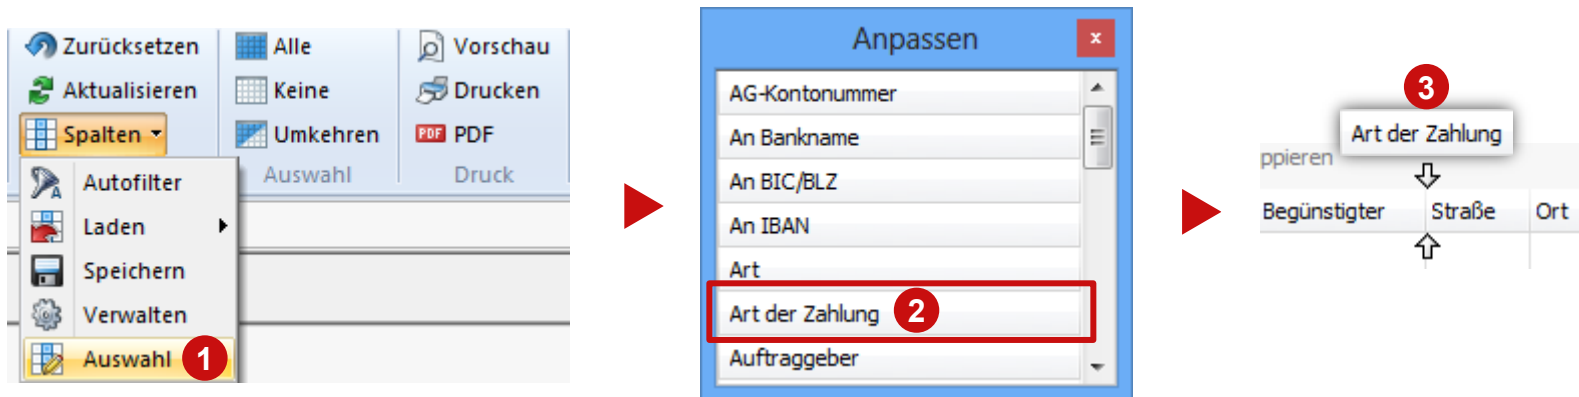 Zurücksetzen
Aktualisieren
Spalten
Alle
Keine
Umkehren
Auswahl
Vorschau
Drucken
PDF PDF
Druck
Autofilter
Laden
Speichern
Verwalten
Auswahl 1
Anpassen x
AG-Kontonummer
An Bankname
An BIC/BLZ
An IBAN
Art
Art der Zahlung 2
Auftraggeber
3
Art der Zahlung
ppieren
Begünstigter Straße Ort